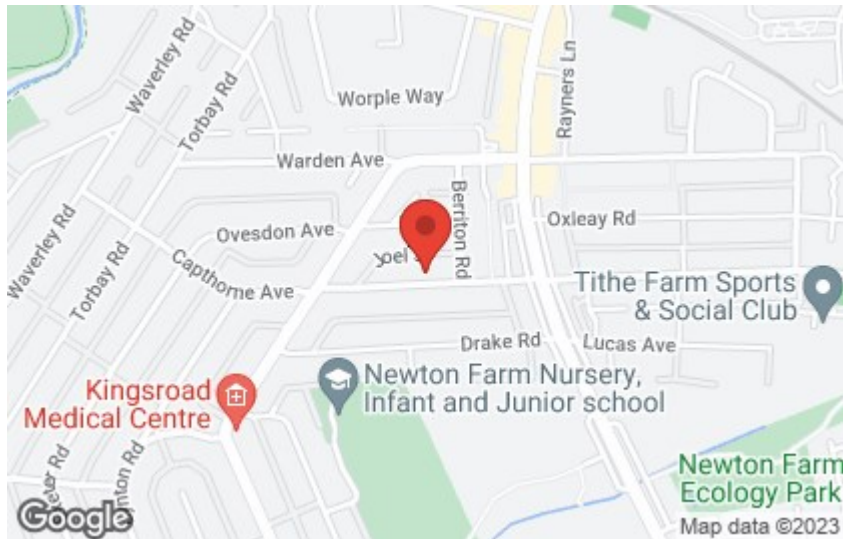 Waverley Rd
Torbay Rd
Worple Way
Rayners Ln
Warden Ave
Berriton Rd
Oxleay Rd
Ovesdon Ave
Waverley Rd
Torbay Rd
Capthorne Ave
Tithe Farm Sports
& Social Club
Drake Rd
Lucas Ave
Kingsroad
Medical Centre
Newton Farm Nursery,
Infant and Junior school
Newton Farm
Ecology Park
Google
Map data ©2023